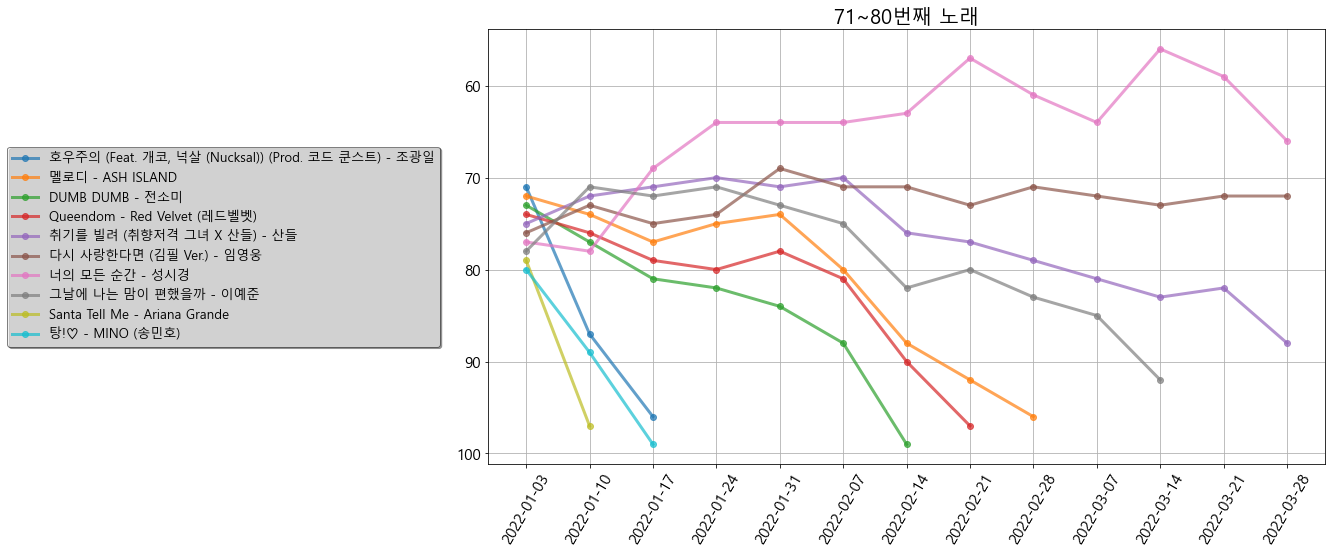 71~80번째 노래
호우주의 (Feat. 개코, 넉살 (Nucksal)) (Prod. 코드 쿤스트) - 조광일
멜로디 - ASH ISLAND
DUMB DUMB - 전소미
Queendom - Red Velvet (레드벨벳)
취기를 빌려 (취향저격 그녀 X 산들) - 산들
다시 사랑한다면 (김필 Ver.) - 임영웅
너의 모든 순간 - 성시경
그날에 나는 맘이 편했을까 - 이예준
Santa Tell Me - Ariana Grande
탕!♡ - MINO (송민호)
60
70
80
90
100
2022-01-03
2022-01-10
2022-01-17
2022-01-24
2022-01-31
2022-02-07
2022-02-14
2022-02-21
2022-02-28
2022-03-07
2022-03-14
2022-03-21
2022-03-28